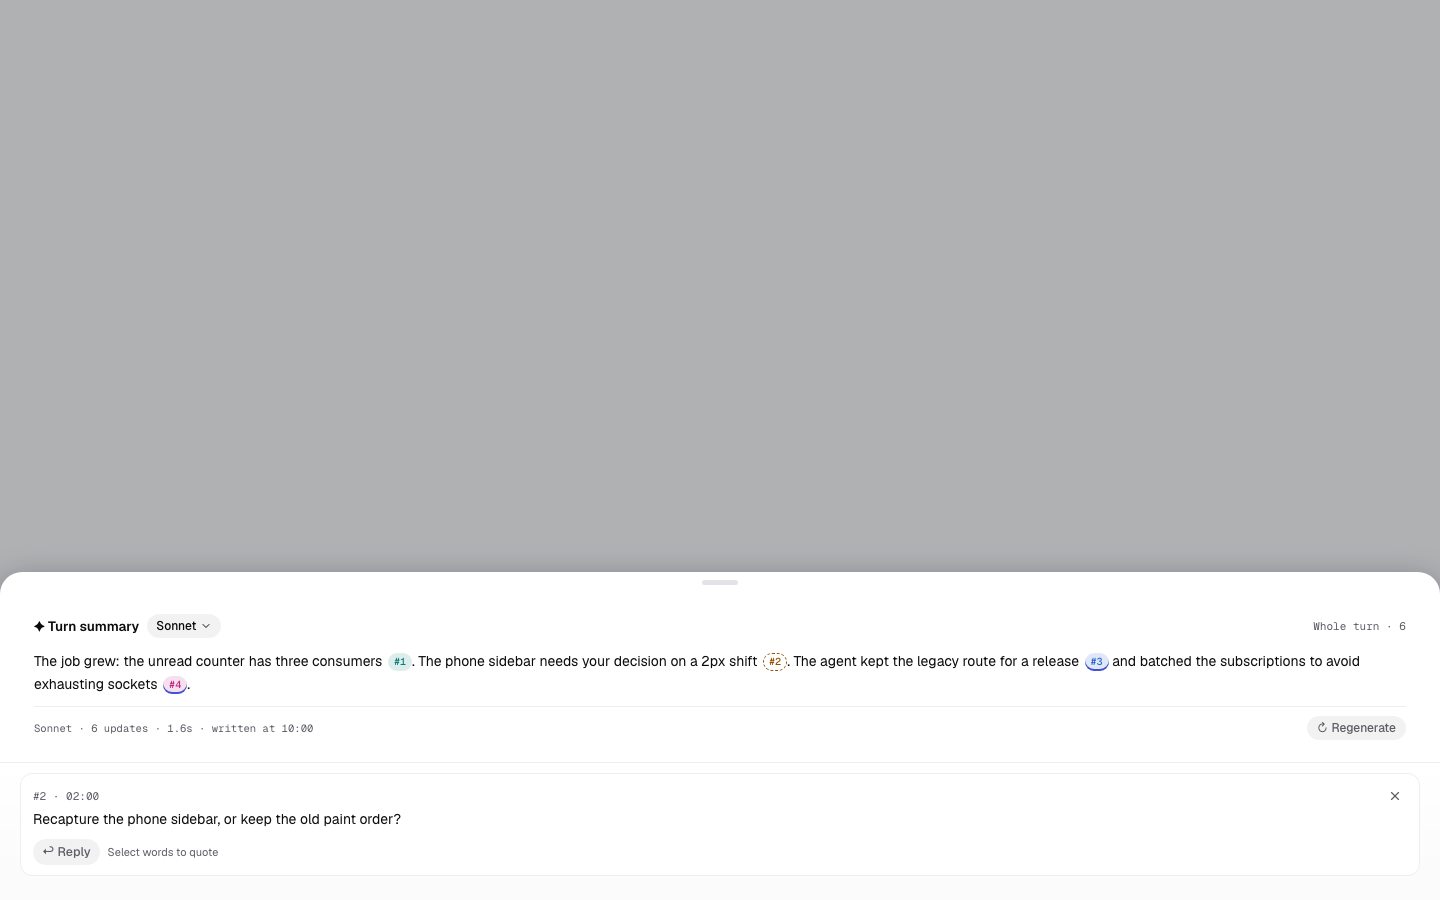 Turn summary Sonnet Whole turn · 6
The job grew: the unread counter has three consumers #1. The phone sidebar needs your decision on a 2px shift #2. The agent kept the legacy route for a release #3 and batched the subscriptions to avoid
exhausting sockets #4.
Sonnet · 6 updates · 1.6s · written at 10:00 Regenerate
#2 · 02:00
Recapture the phone sidebar, or keep the old paint order?
Reply Select words to quote